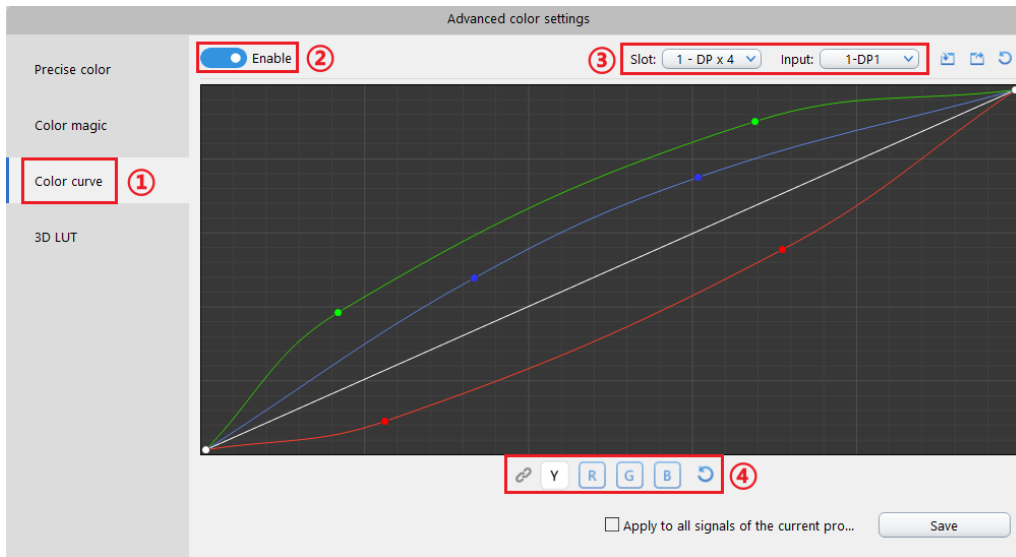 Advanced color settings
Precise color
Color magic
① Color curve
3D LUT
Enable ②
③ Slot: 1 - DP x 4 Input: 1-DP1
Y R G B ④
Apply to all signals of the current pro...
Save